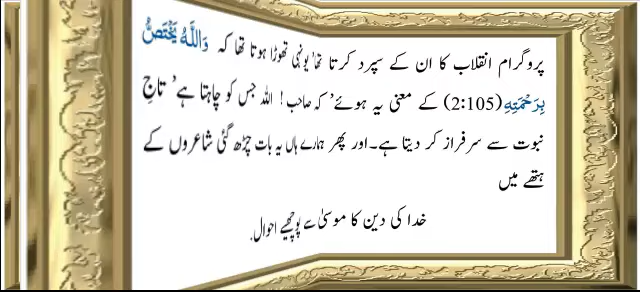 پروگرام انقلاب کا ان کے سپرد کرتا تھا' یونہی تھوڑا ہوتا تھا کہ وَاللَّهُ يَخْتَصُّ
بِرَحْمَتِهِ (2:105) کے معنی یہ ہوئے' کہ صاحب! اللہ جس کو چاہتا ہے' تاجِ
نبوت سے سرفراز کر دیتا ہے۔ اور پھر ہمارے ہاں یہ بات چڑھ گئی شاعروں کے
ہتھے میں
خدا کی دین کا موسیٰ سے پوچھیے احوال،